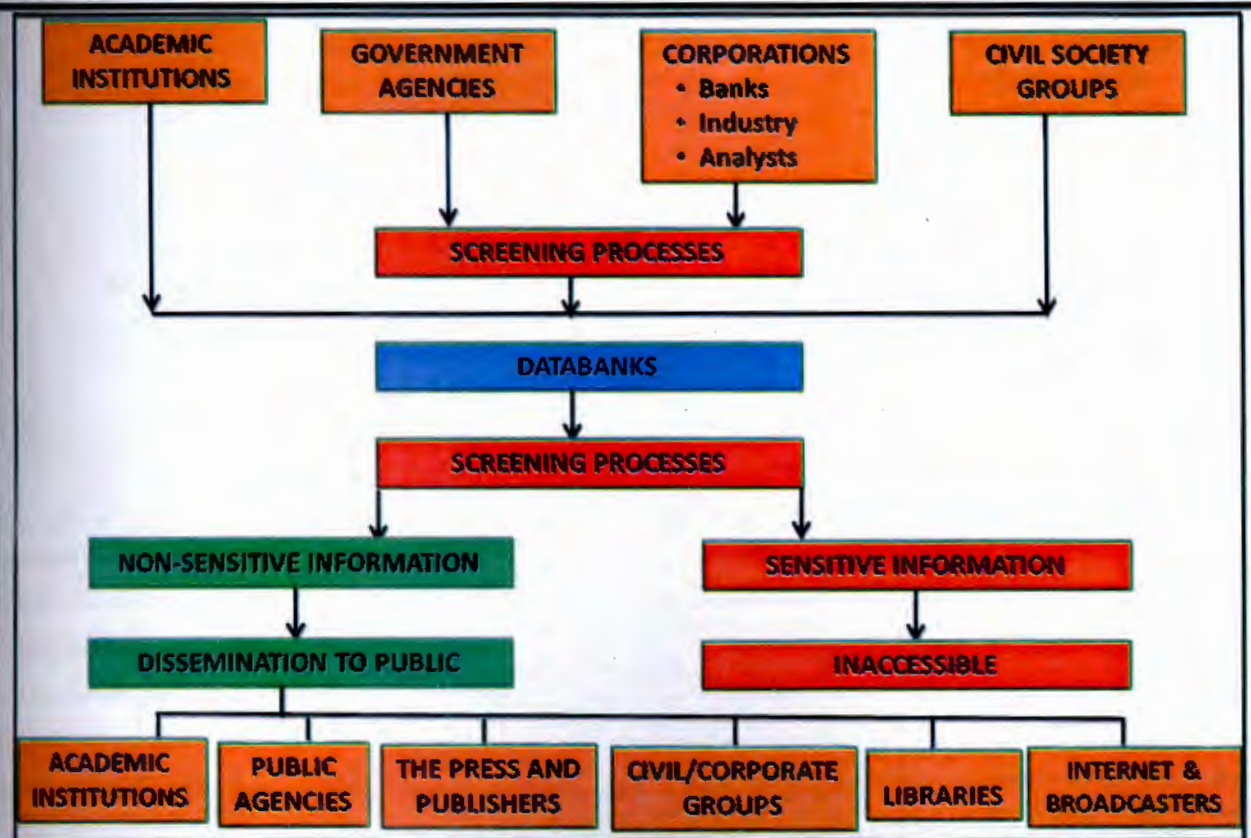 ACADEMIC
INSTITUTIONS
GOVERNMENT
AGENCIES
CORPORATIONS
• Banks
• Industry
• Analysts
CIVIL SOCIETY
GROUPS
SCREENING PROCESSES
DATABANKS
SCREENING PROCESSES
NON-SENSITIVE INFORMATION
SENSITIVE INFORMATION
DISSEMINATION TO PUBLIC
INACCESSIBLE
ACADEMIC
INSTITUTIONS
PUBLIC
AGENCIES
THE PRESS AND
PUBLISHERS
CIVIL/CORPORATE
GROUPS
LIBRARIES
INTERNET &
BROADCASTERS